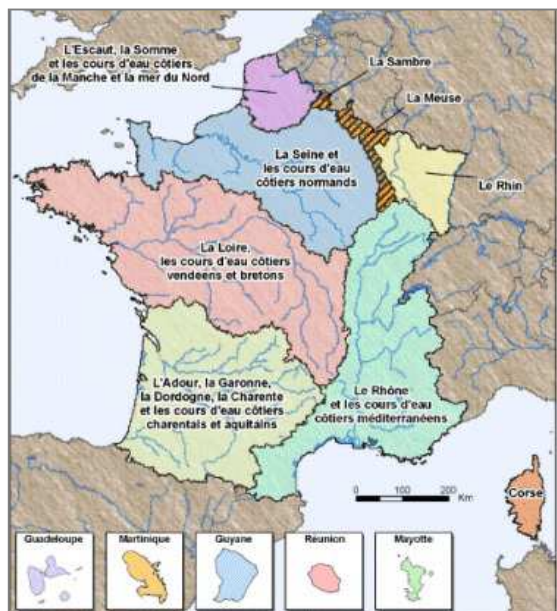 L'Escaut, la Somme
et les cours d'eau côtiers
de la Manche et la mer du Nord
La Sambre
La Meuse
La Seine et
les cours d'eau
côtiers normands
Le Rhin
La Loire,
les cours d'eau côtiers
vendéens et bretons
L'Adour, la Garonne,
la Dordogne, la Charente
et les cours d'eau côtiers
charentais et aquitains
Le Rhône
et les cours d'eau
côtiers méditerranéens
0 100 200
Km
Corse
Guadeloupe
Martinique
Guyane
Réunion
Mayotte